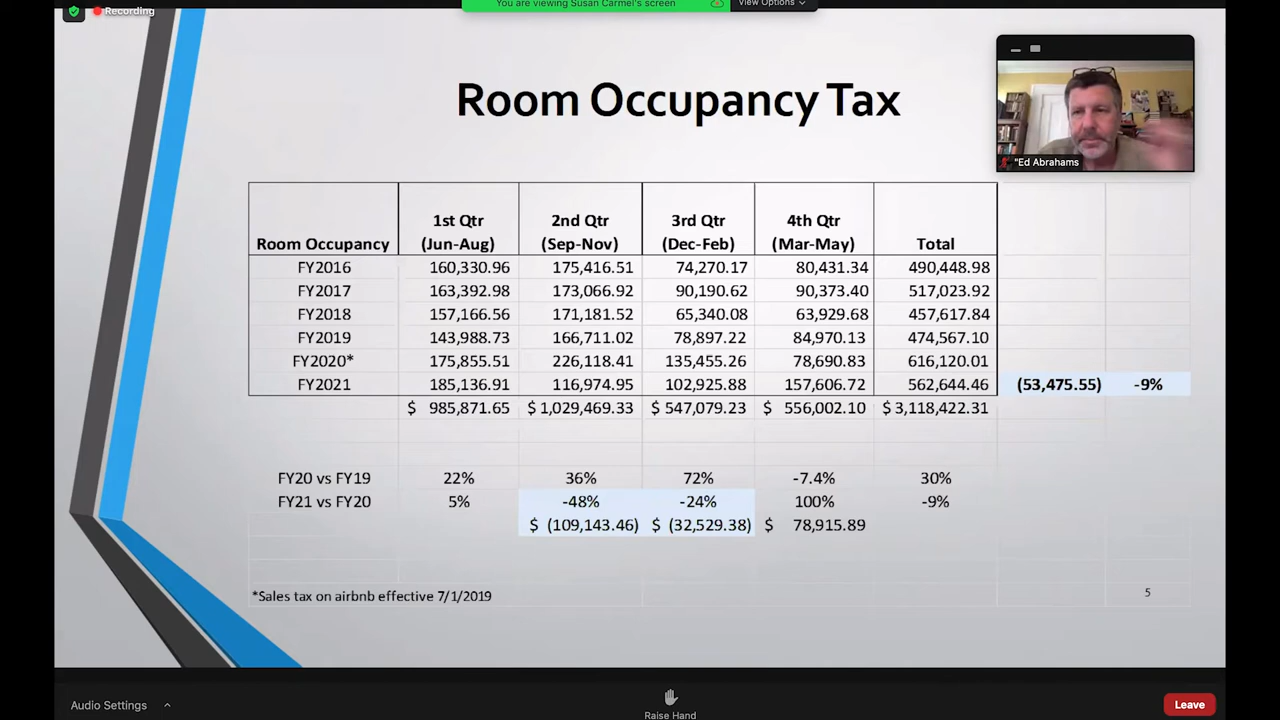 Recording
You are viewing Susan Carmel's screen
View Options
Room Occupancy Tax
"Ed Abrahams
Room Occupancy 1st Qtr (Jun-Aug) 2nd Qtr (Sep-Nov) 3rd Qtr (Dec-Feb) 4th Qtr (Mar-May) Total
FY2016 160,330.96 175,416.51 74,270.17 80,431.34 490,448.98
FY2017 163,392.98 173,066.92 90,190.62 90,373.40 517,023.92
FY2018 157,166.56 171,181.52 65,340.08 63,929.68 457,617.84
FY2019 143,988.73 166,711.02 78,897.22 84,970.13 474,567.10
FY2020* 175,855.51 226,118.41 135,455.26 78,690.83 616,120.01
FY2021 185,136.91 116,974.95 102,925.88 157,606.72 562,644.46 (53,475.55) -9%
$ 985,871.65 $ 1,029,469.33 $ 547,079.23 $ 556,002.10 $ 3,118,422.31
FY20 vs FY19 22% 36% 72% -7.4% 30%
FY21 vs FY20 5% -48% -24% 100% -9%
$ (109,143.46) $ (32,529.38) $ 78,915.89
*Sales tax on airbnb effective 7/1/2019
5
Audio Settings
Raise Hand
Leave